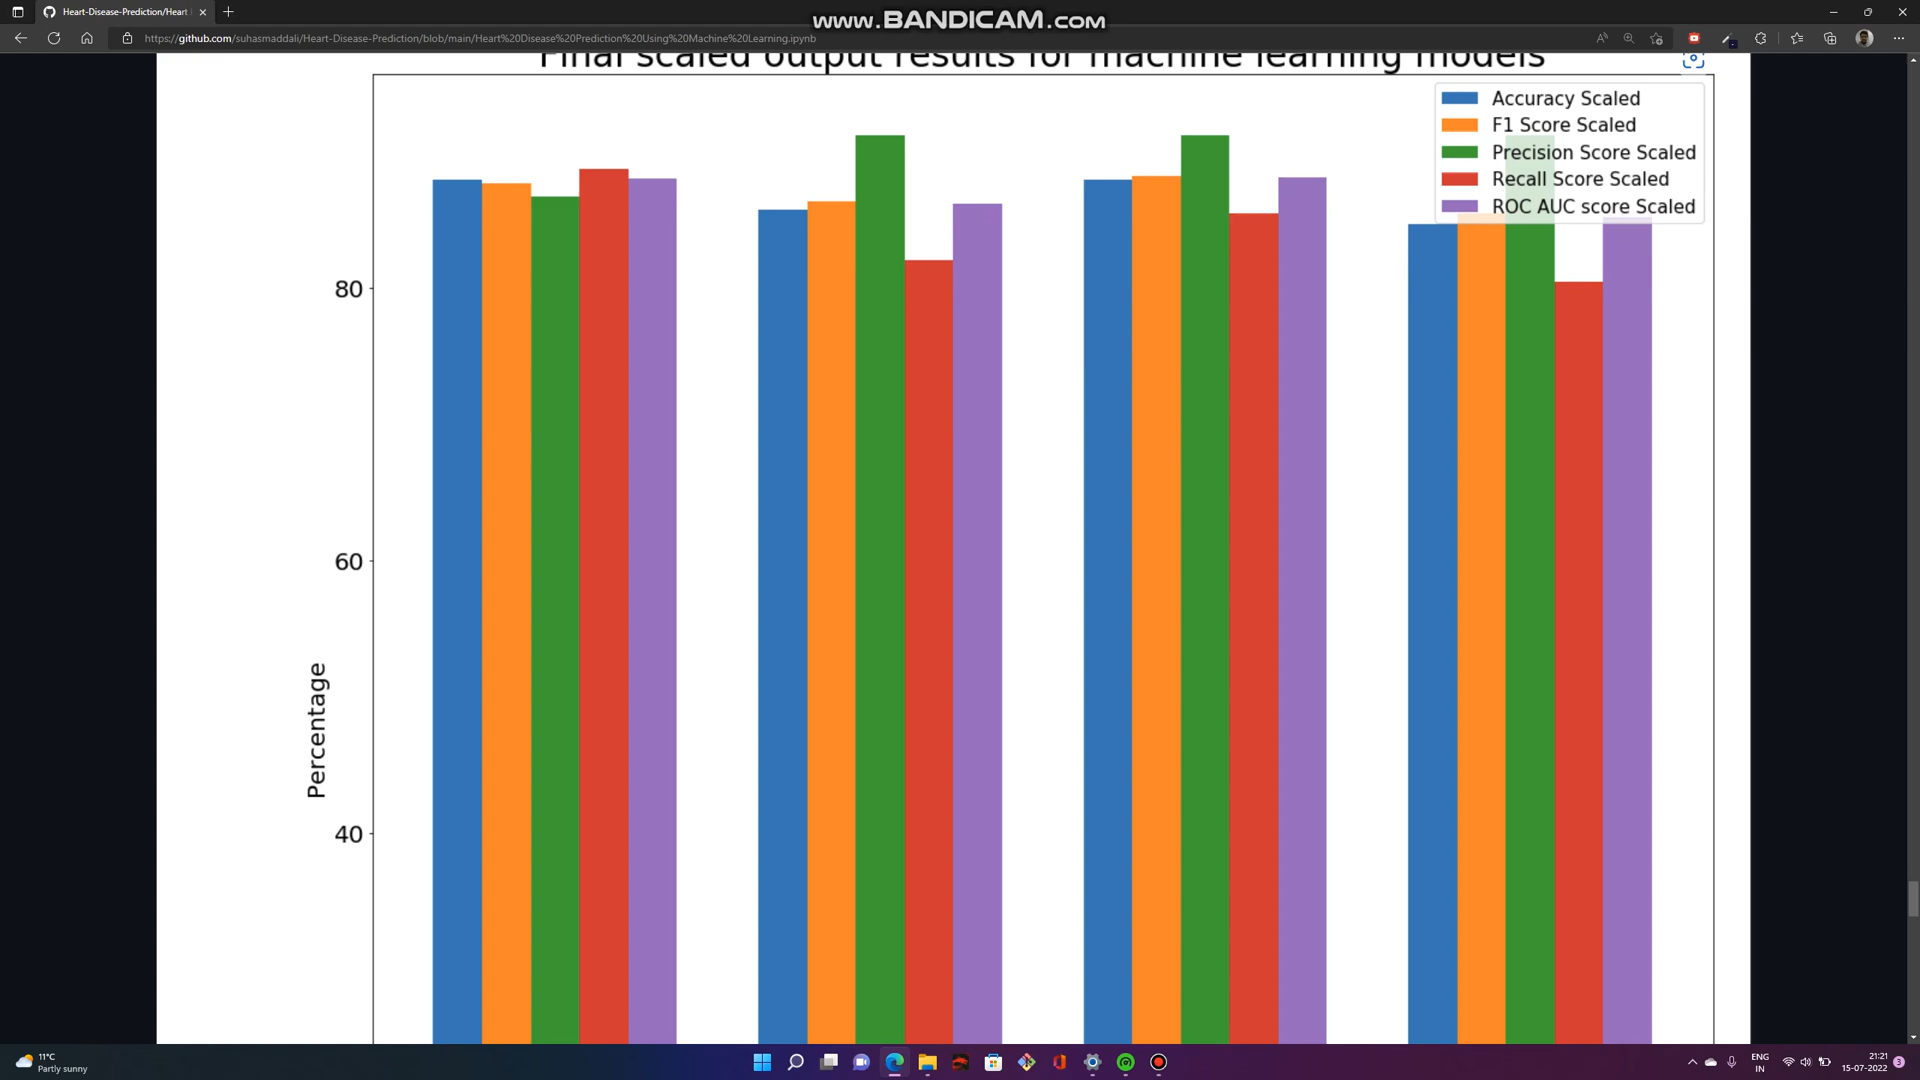 Heart-Disease-Prediction/Heart
www.BANDICAM.com
https://github.com/suhasmaddali/Heart-Disease-Prediction/blob/main/Heart%20Disease%20Prediction%20Using%20Machine%20Learning.ipynb
Final scaled output results for machine learning models
Accuracy Scaled
F1 Score Scaled
Precision Score Scaled
Recall Score Scaled
ROC AUC score Scaled
80
60
40
Percentage
11°C
Partly sunny
ENG
IN
21:21
15-07-2022
3